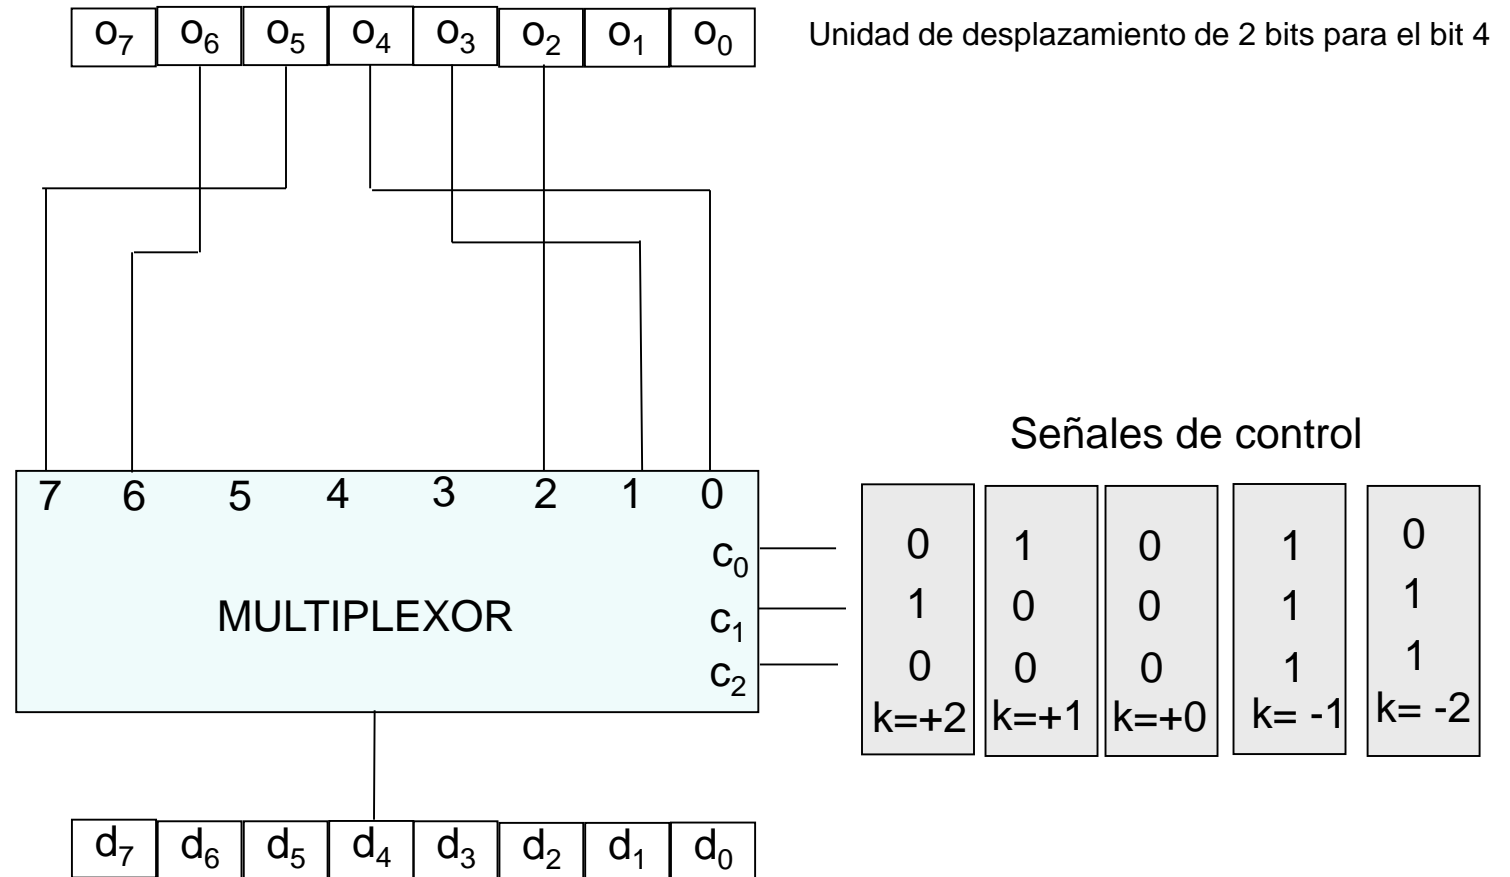 o7 o6 o5 o4 o3 o2 o1 o0
Unidad de desplazamiento de 2 bits para el bit 4
Señales de control
7 6 5 4 3 2 1 0
c0
MULTIPLEXOR
c1
c2
0 1 0 1 0
1 0 0 1 1
0 0 0 1 1
k=+2 k=+1 k=+0 k= -1 k= -2
d7 d6 d5 d4 d3 d2 d1 d0